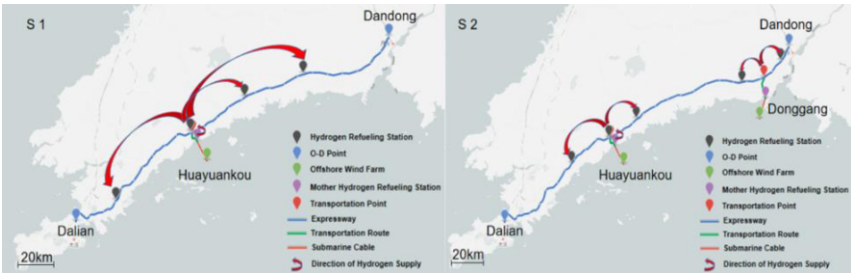 S 1
Dandong
Huayuankou
Dalian
20km
Hydrogen Refueling Station
O-D Point
Offshore Wind Farm
Mother Hydrogen Refueling Station
Transportation Point
Expressway
Transportation Route
Submarine Cable
Direction of Hydrogen Supply
S 2
Dandong
Donggang
Huayuankou
Dalian
20km
Hydrogen Refueling Station
O-D Point
Offshore Wind Farm
Mother Hydrogen Refueling Station
Transportation Point
Expressway
Transportation Route
Submarine Cable
Direction of Hydrogen Supply